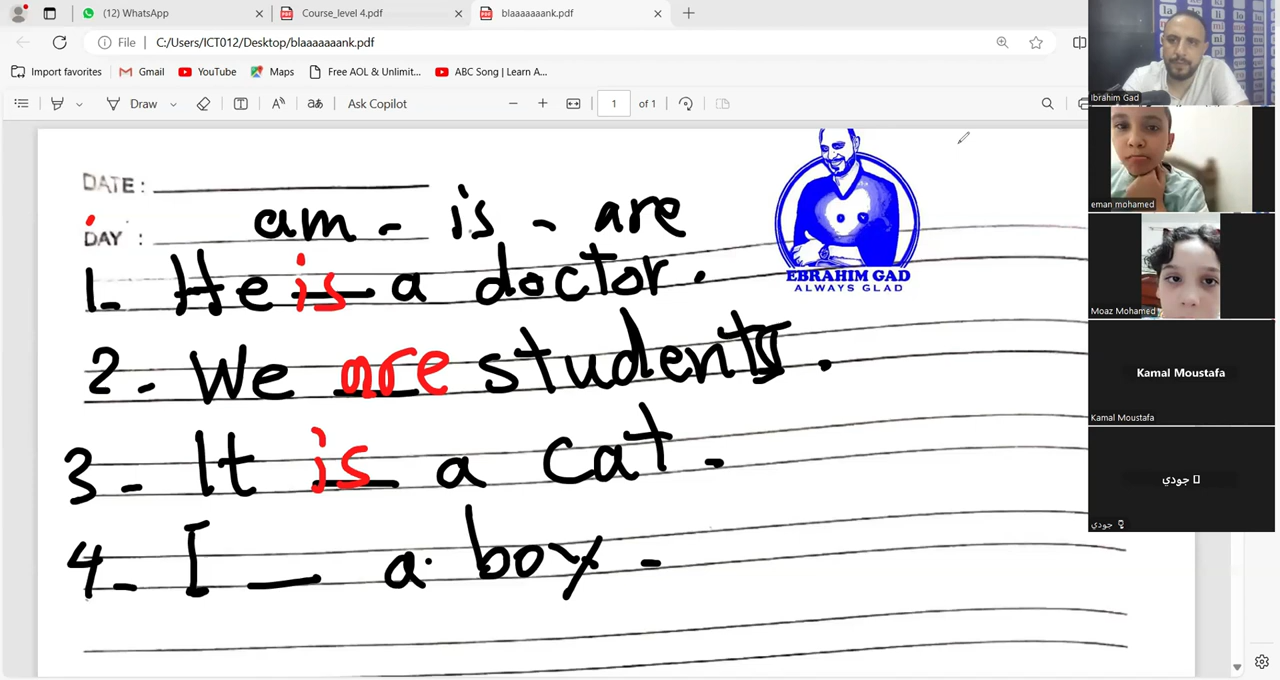 (12) WhatsApp
Course_level 4.pdf
blaaaaaaank.pdf
File
C:/Users/ICT012/Desktop/blaaaaaaank.pdf
Import favorites
Gmail
YouTube
Maps
Free AOL & Unlimit...
ABC Song | Learn A...
Draw
Ask Copilot
1 of 1
DATE :
DAY :
am - is - are
1- He is a doctor.
2- We are students.
3- It is a cat.
4- I __ a boy.
EBRAHIM GAD
ALWAYS GLAD
Ibrahim Gad
eman mohamed
Moaz Mohamed
Kamal Moustafa
Kamal Moustafa
جودي
جودي